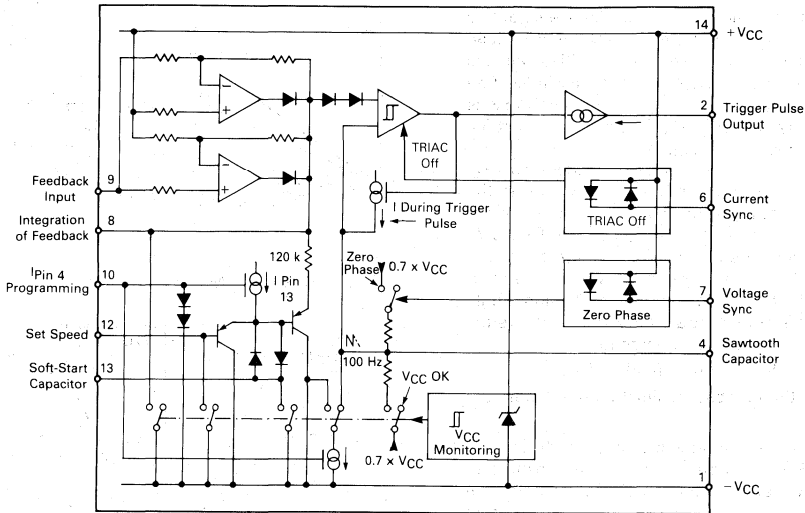 14
+VCC
−
+
2
Trigger Pulse
Output
TRIAC
Off
−
+
9
Feedback
Input
6
Current
Sync
TRIAC Off
I During Trigger
Pulse
8
Integration
of Feedback
120 k
Zero
Phase
0.7 × VCC
10
IPin 4
Programming
I Pin
13
7
Voltage
Sync
Zero Phase
12
Set Speed
N
100 Hz
4
Sawtooth
Capacitor
13
Soft-Start
Capacitor
VCC OK
VCC
Monitoring
0.7 × VCC
1
−VCC